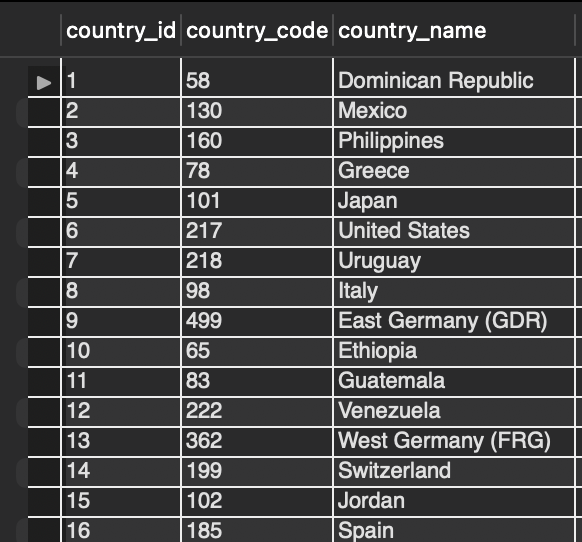 country_id country_code country_name
1 58 Dominican Republic
2 130 Mexico
3 160 Philippines
4 78 Greece
5 101 Japan
6 217 United States
7 218 Uruguay
8 98 Italy
9 499 East Germany (GDR)
10 65 Ethiopia
11 83 Guatemala
12 222 Venezuela
13 362 West Germany (FRG)
14 199 Switzerland
15 102 Jordan
16 185 Spain